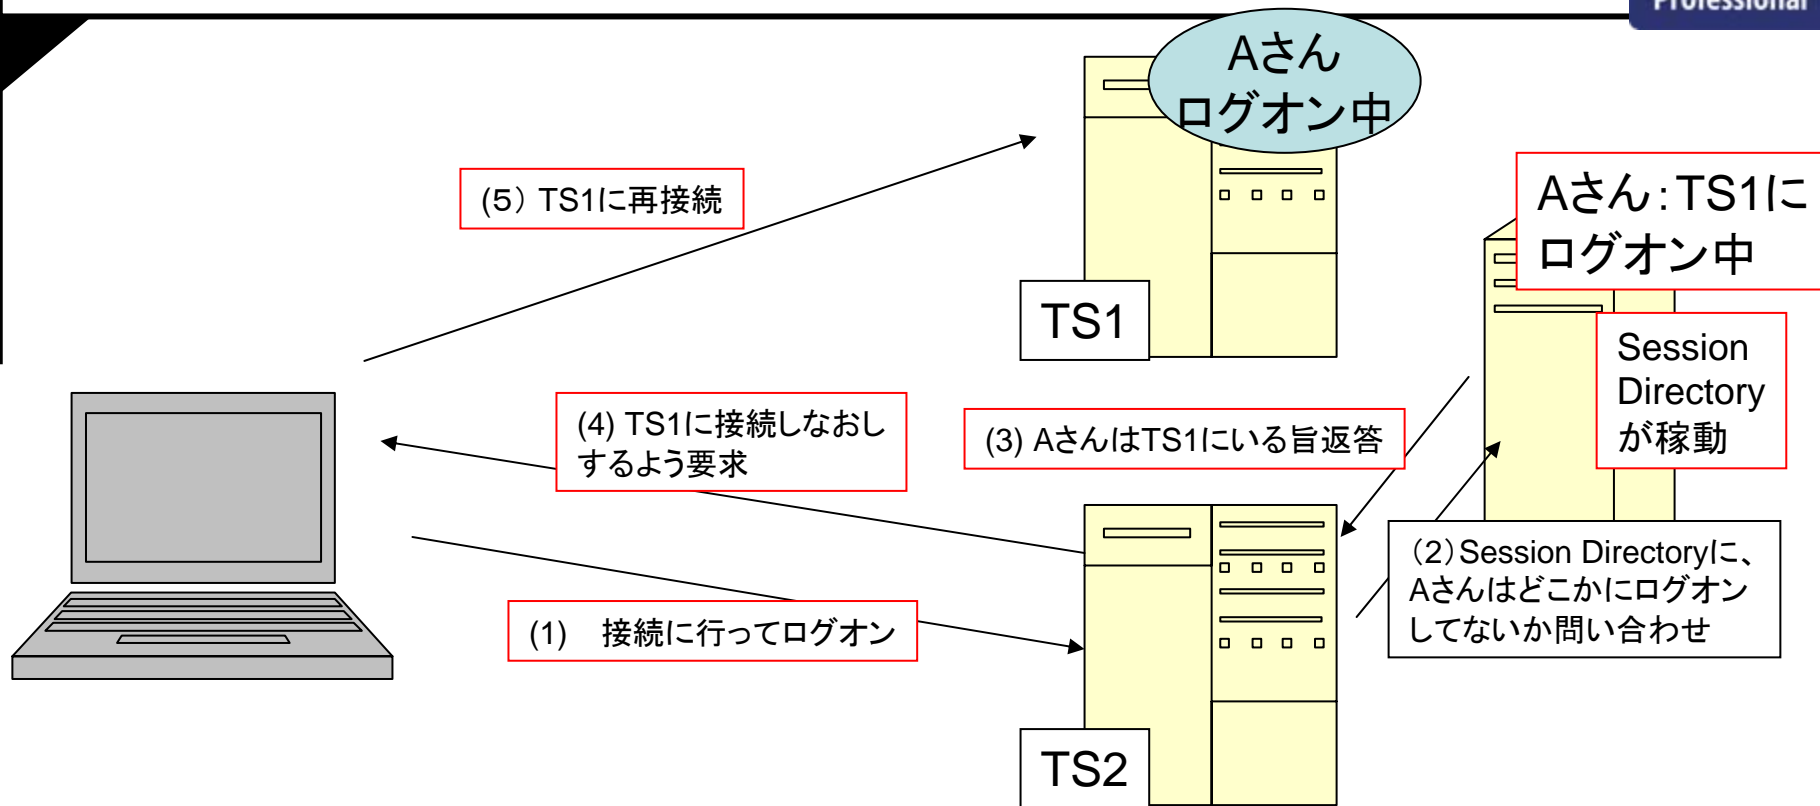 Professional
Aさん
ログオン中
(5） TS1に再接続
Aさん：TS1に
ログオン中
TS1
Session
Directory
が稼動
(4) TS1に接続しなおし
するよう要求
(3) AさんはTS1にいる旨返答
（2）Session Directoryに、
Aさんはどこかにログオン
してないか問い合わせ
(1)　接続に行ってログオン
TS2